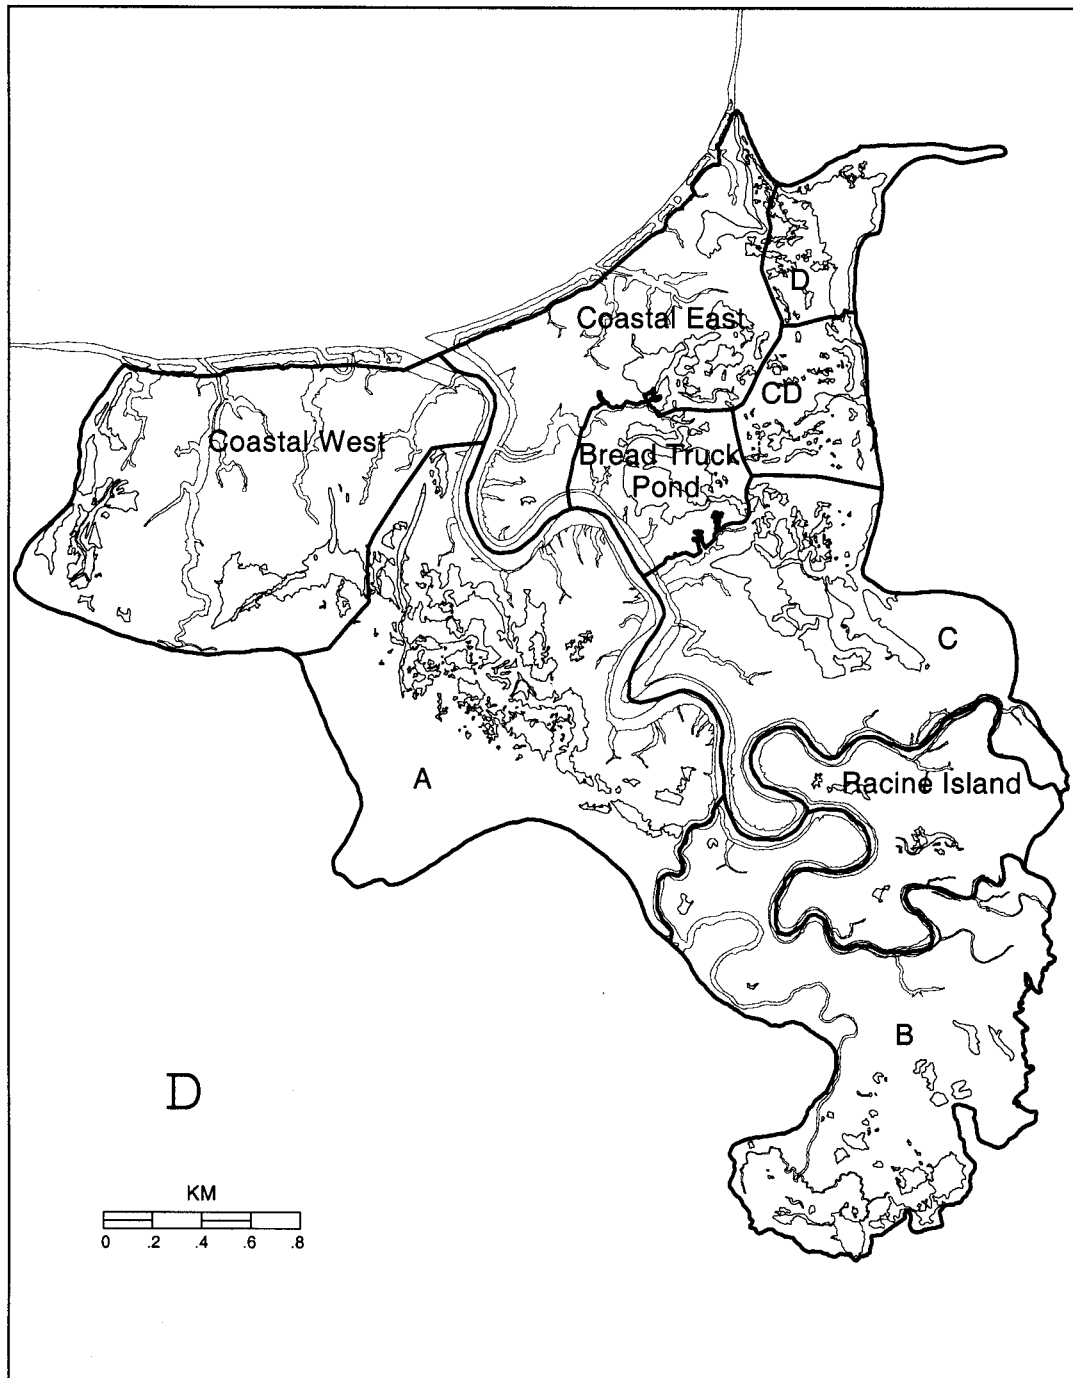 D
Coastal East
CD
Coastal West
Bread Truck
Pond
C
A
Racine Island
B
D
KM
0 .2 .4 .6 .8